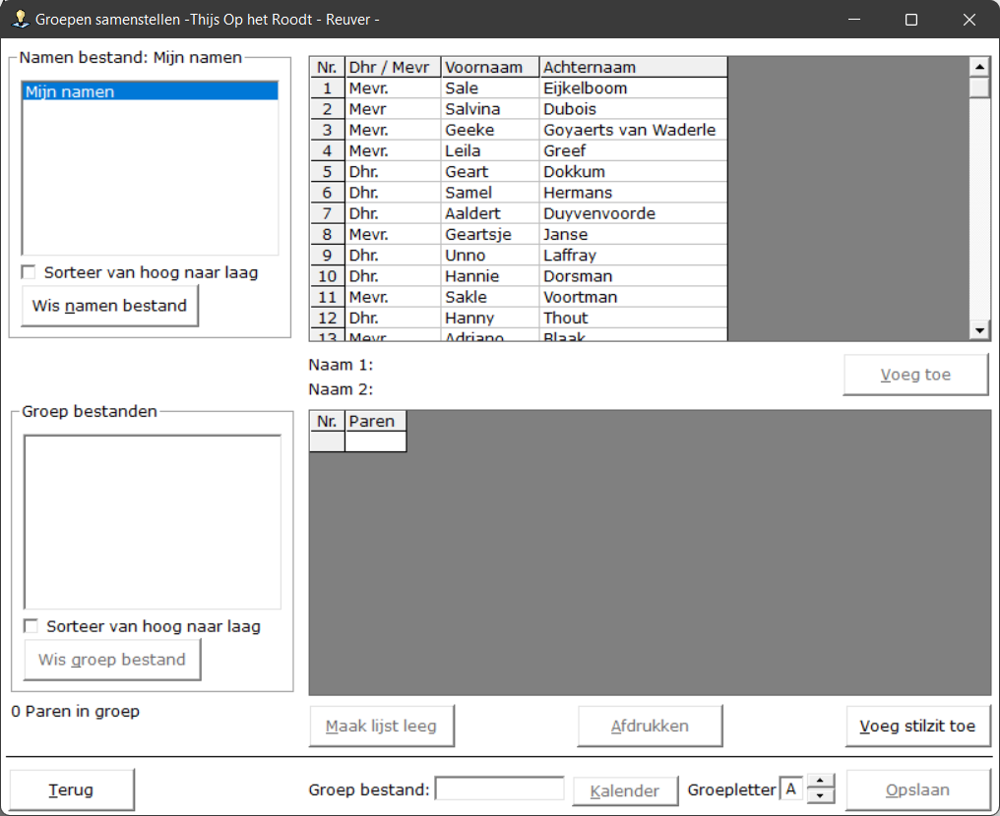 Groepen samenstellen -Thijs Op het Roodt - Reuver -
Namen bestand: Mijn namen
Mijn namen
Sorteer van hoog naar laag
Wis namen bestand
Nr. Dhr / Mevr Voornaam Achternaam
1 Mevr. Sale Eijkelboom
2 Mevr Salvina Dubois
3 Mevr. Geeke Goyaerts van Waderle
4 Mevr. Leila Greef
5 Dhr. Geart Dokkum
6 Dhr. Samel Hermans
7 Dhr. Aaldert Duyvenvoorde
8 Mevr. Geartsje Janse
9 Dhr. Unno Laffray
10 Dhr. Hannie Dorsman
11 Mevr. Sakle Voortman
12 Dhr. Hanny Thout
13 Mevr Adriano Blaak
Naam 1:
Naam 2:
Voeg toe
Groep bestanden
Sorteer van hoog naar laag
Wis groep bestand
Nr. Paren
0 Paren in groep
Maak lijst leeg
Afdrukken
Voeg stilzit toe
Terug
Groep bestand:
Kalender
Groepletter A
Opslaan